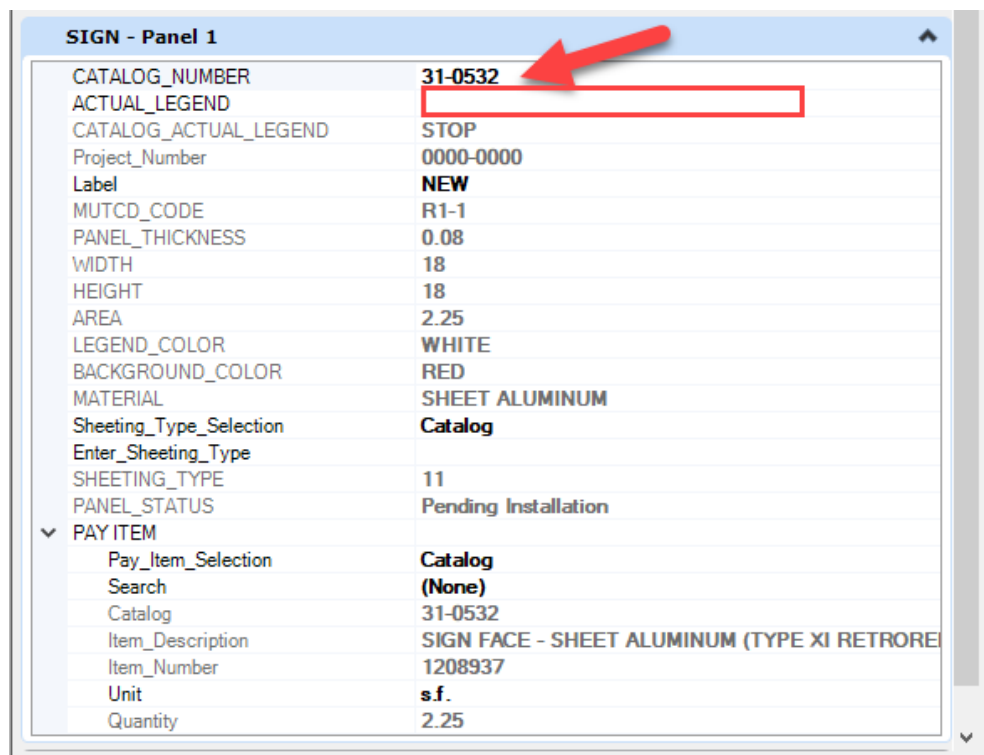 SIGN - Panel 1
CATALOG_NUMBER 31-0532
ACTUAL_LEGEND
CATALOG_ACTUAL_LEGEND STOP
Project_Number 0000-0000
Label NEW
MUTCD_CODE R1-1
PANEL_THICKNESS 0.08
WIDTH 18
HEIGHT 18
AREA 2.25
LEGEND_COLOR WHITE
BACKGROUND_COLOR RED
MATERIAL SHEET ALUMINUM
Sheeting_Type_Selection Catalog
Enter_Sheeting_Type
SHEETING_TYPE 11
PANEL_STATUS Pending Installation
PAY ITEM
Pay_Item_Selection Catalog
Search (None)
Catalog 31-0532
Item_Description SIGN FACE - SHEET ALUMINUM (TYPE XI RETROREI
Item_Number 1208937
Unit s.f.
Quantity 2.25